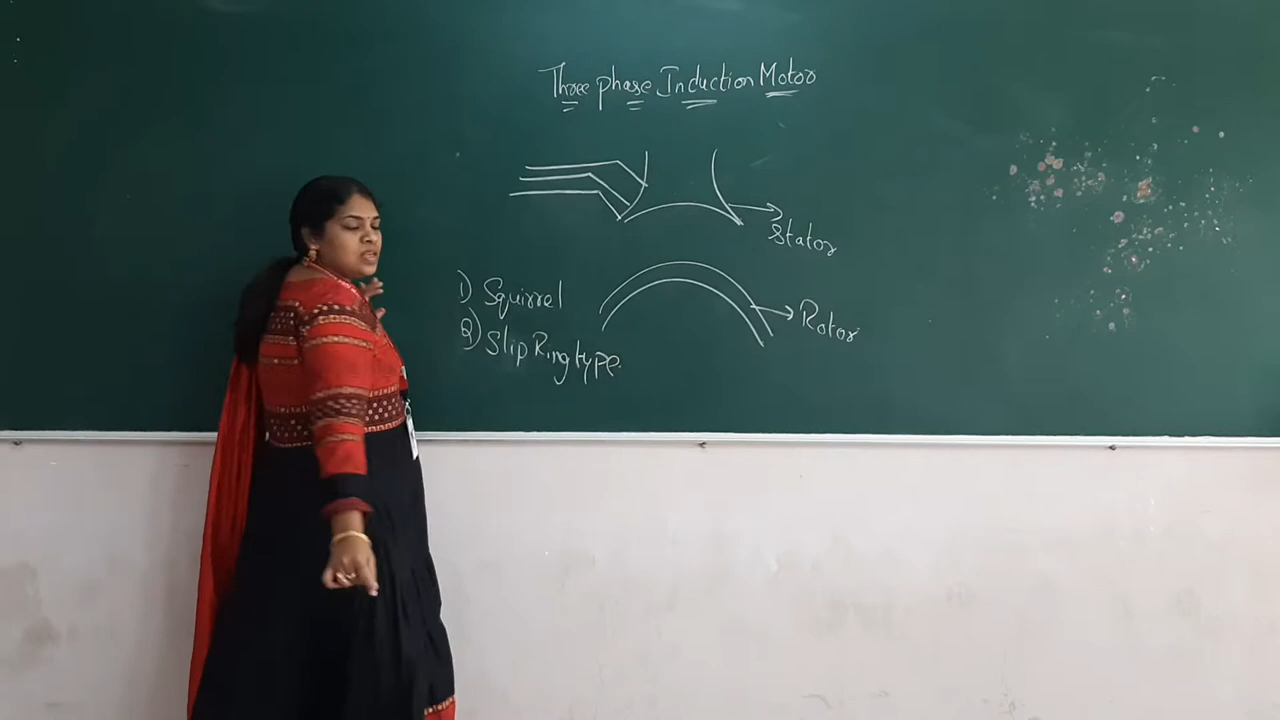 Three phase Induction Motor
Stator
1) Squirrel
Rotor
2) Slip Ring type.